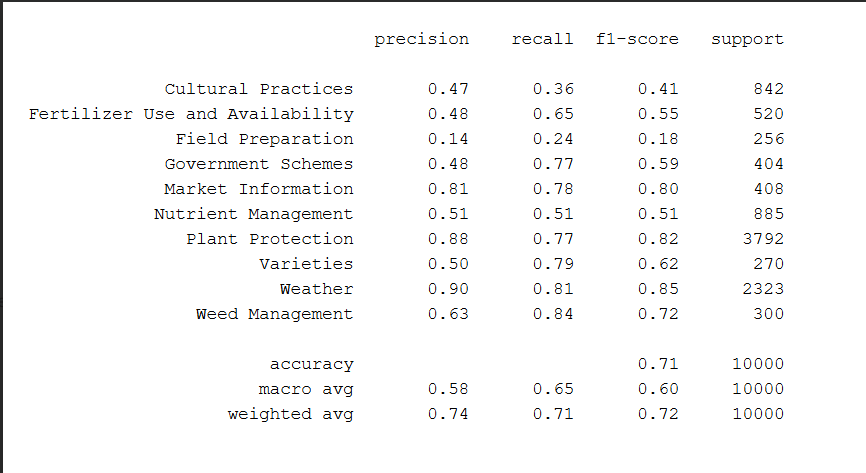 precision recall f1-score support
Cultural Practices 0.47 0.36 0.41 842
Fertilizer Use and Availability 0.48 0.65 0.55 520
Field Preparation 0.14 0.24 0.18 256
Government Schemes 0.48 0.77 0.59 404
Market Information 0.81 0.78 0.80 408
Nutrient Management 0.51 0.51 0.51 885
Plant Protection 0.88 0.77 0.82 3792
Varieties 0.50 0.79 0.62 270
Weather 0.90 0.81 0.85 2323
Weed Management 0.63 0.84 0.72 300
accuracy 0.71 10000
macro avg 0.58 0.65 0.60 10000
weighted avg 0.74 0.71 0.72 10000